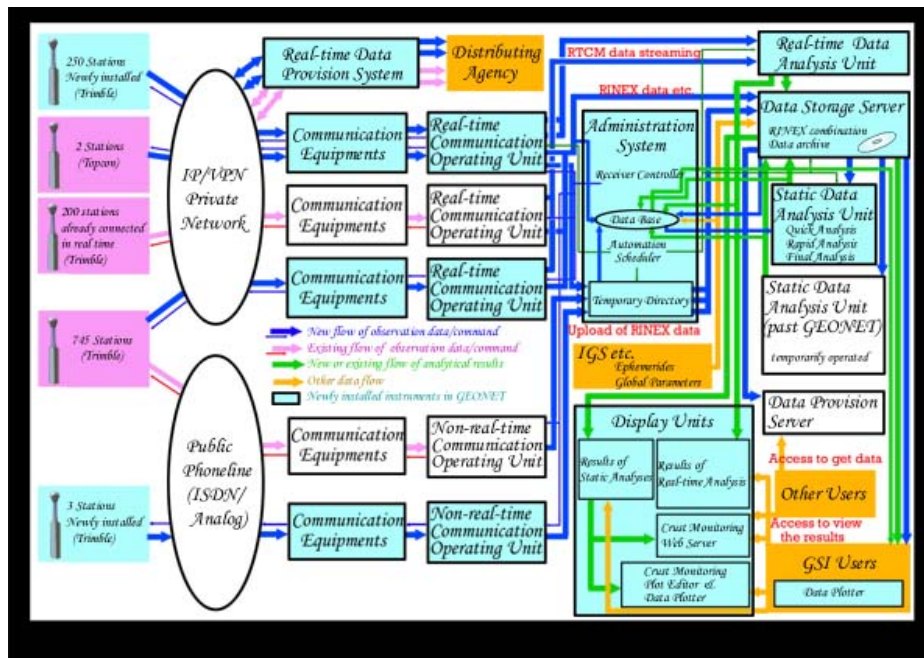 250 Stations
Newly installed
(Trimble)
2 Stations
(Topcon)
200 stations
already connected
in real time
(Trimble)
745 Stations
(Trimble)
3 Stations
Newly installed
(Trimble)
IP/VPN
Private
Network
Public
Phoneline
(ISDN/
Analog)
Real-time Data
Provision System
Distributing
Agency
Communication
Equipments
Real-time
Communication
Operating Unit
Communication
Equipments
Real-time
Communication
Operating Unit
Communication
Equipments
Real-time
Communication
Operating Unit
New flow of observation data/command
Existing flow of observation data/command
New or existing flow of analytical results
Other data flow
Newly installed instruments in GEONET
Communication
Equipments
Non-real-time
Communication
Operating Unit
Communication
Equipments
Non-real-time
Communication
Operating Unit
RTCM data streaming
RINEX data etc.
Administration
System
Receiver Controller
Data Base
Automation
Scheduler
Temporary Directory
Upload of RINEX data
IGS etc.
Ephemerides
Global Parameters
Real-time Data
Analysis Unit
Data Storage Server
RINEX combination
Data archive
Static Data
Analysis Unit
Quick Analysis
Rapid Analysis
Final Analysis
Static Data
Analysis Unit
(past GEONET)
temporarily operated
Data Provision
Server
Display Units
Results of
Static Analyses
Results of
Real-time Analysis
Crust Monitoring
Web Server
Crust Monitoring
Plot Editor &
Data Plotter
Access to get data
Other Users
Access to view
the results
GSI Users
Data Plotter